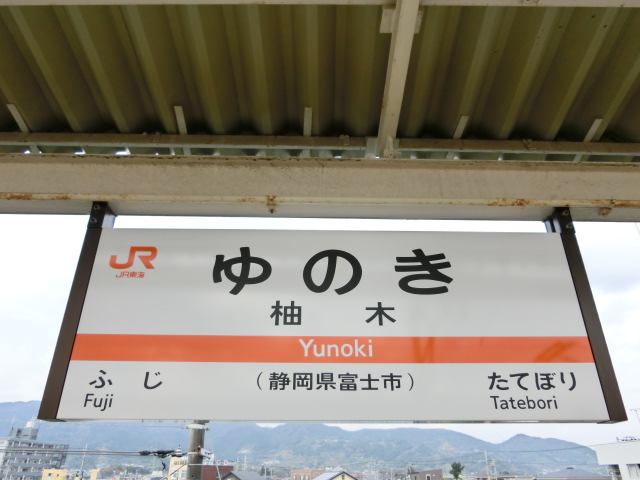 JR
JR東海
ゆのき
柚木
Yunoki
ふじ (静岡県富士市) たてぼり
Fuji Tatebori